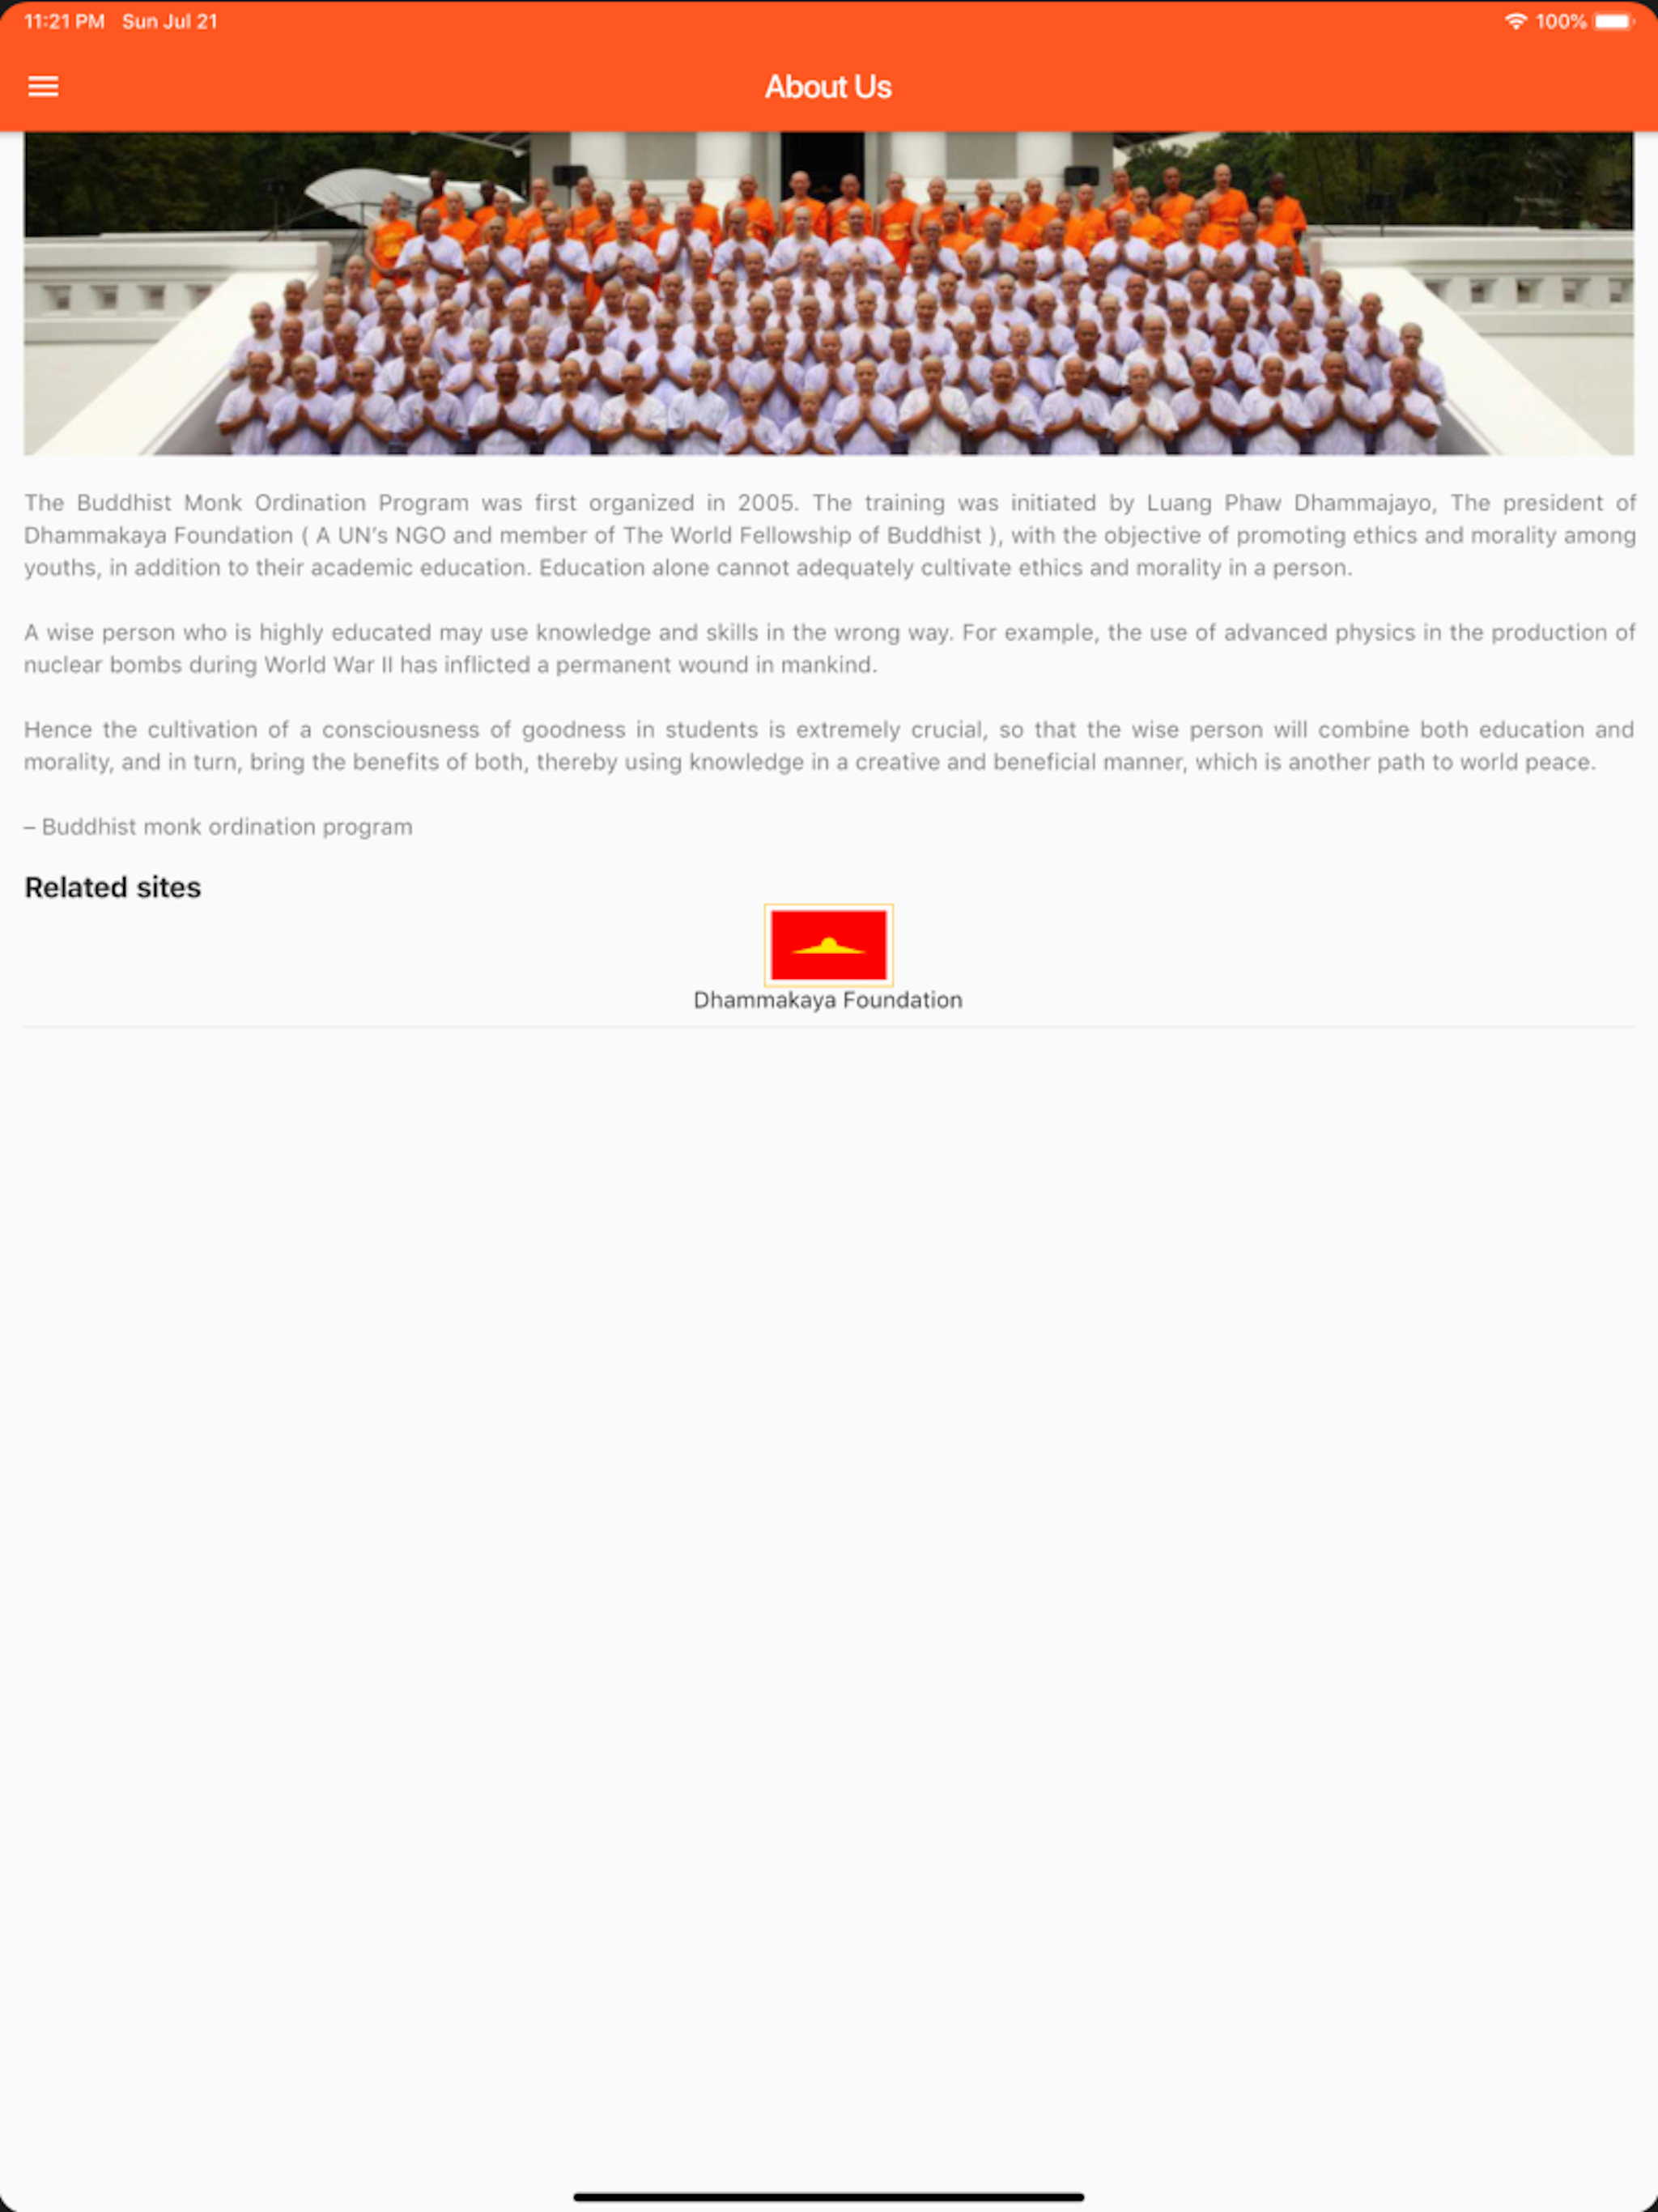 11:21 PM Sun Jul 21
100%
About Us
The Buddhist Monk Ordination Program was first organized in 2005. The training was initiated by Luang Phaw Dhammajayo, The president of
Dhammakaya Foundation ( A UN’s NGO and member of The World Fellowship of Buddhist ), with the objective of promoting ethics and morality among
youths, in addition to their academic education. Education alone cannot adequately cultivate ethics and morality in a person.
A wise person who is highly educated may use knowledge and skills in the wrong way. For example, the use of advanced physics in the production of
nuclear bombs during World War II has inflicted a permanent wound in mankind.
Hence the cultivation of a consciousness of goodness in students is extremely crucial, so that the wise person will combine both education and
morality, and in turn, bring the benefits of both, thereby using knowledge in a creative and beneficial manner, which is another path to world peace.
– Buddhist monk ordination program
Related sites
Dhammakaya Foundation